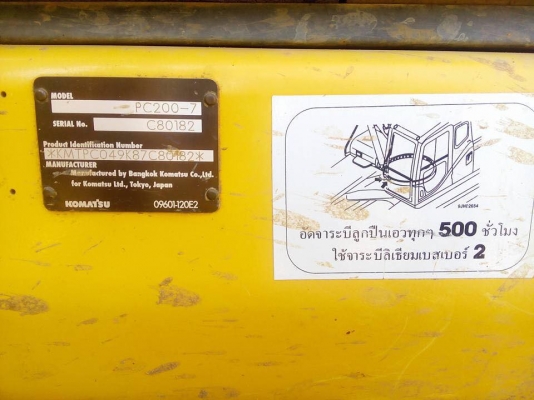 MODEL
PC200-7
SERIAL No.
C80182
Product Identification Number
*KMTPC049K87C80182*
MANUFACTURER
Manufactured by Bangkok Komatsu Co.,Ltd.
for Komatsu Ltd., Tokyo, Japan
KOMATSU
09601-120E2
อัดจาระบีลูกปืนเอวทุกๆ 500 ชั่วโมง
ใช้จาระบีลิเธียมเบสเบอร์ 2